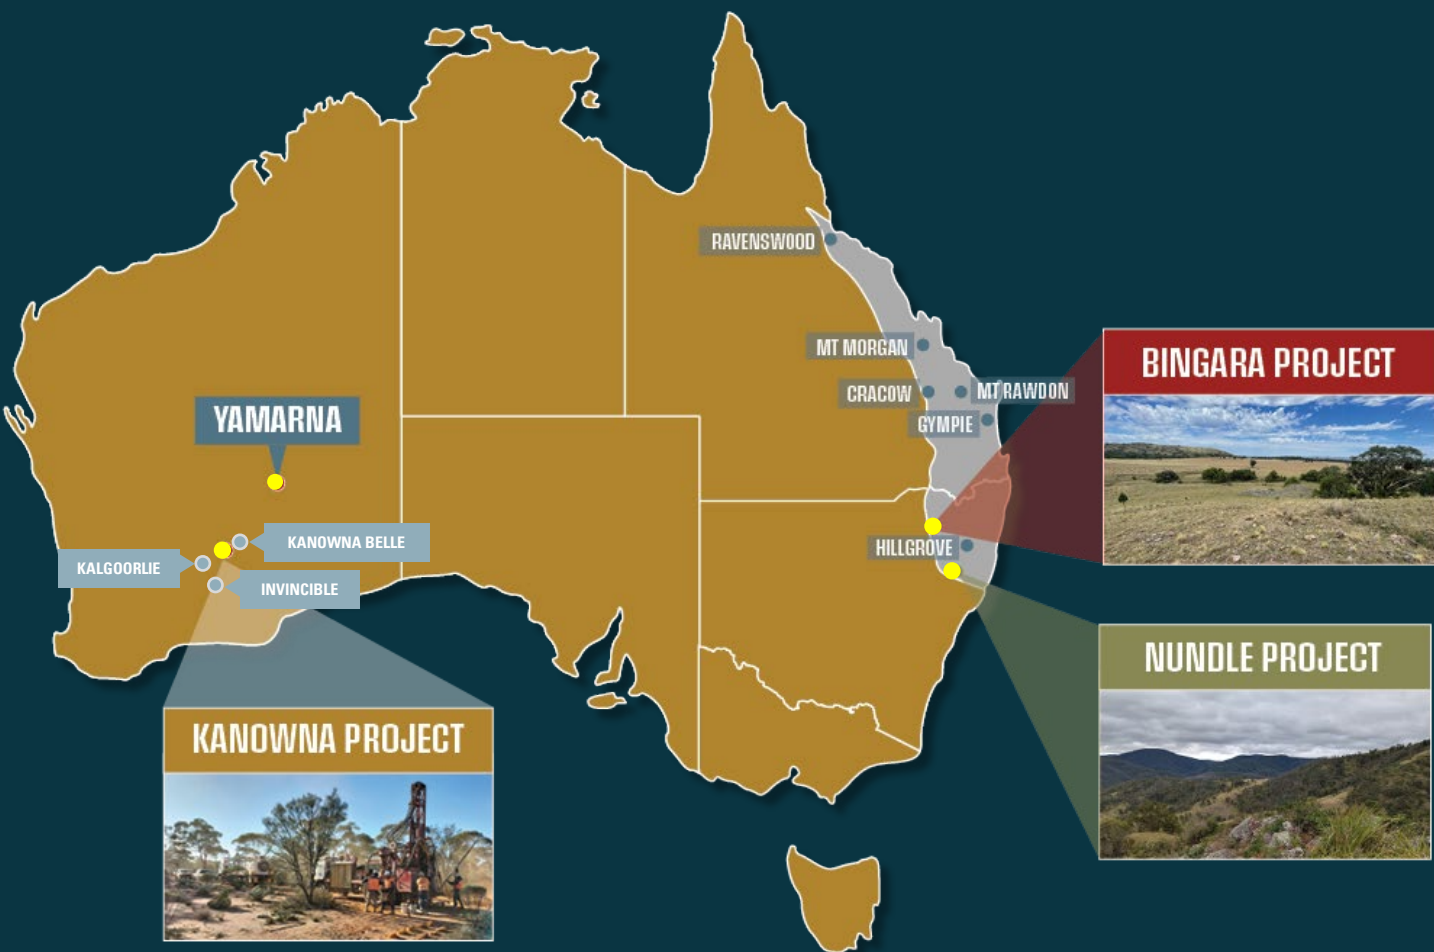 RAVENSWOOD
MT MORGAN
CRACOW
MT RAWDON
GYMPIE
BINGARA PROJECT
YAMARNA
KANOWNA BELLE
KALGOORLIE
INVINCIBLE
HILLGROVE
NUNDLE PROJECT
KANOWNA PROJECT